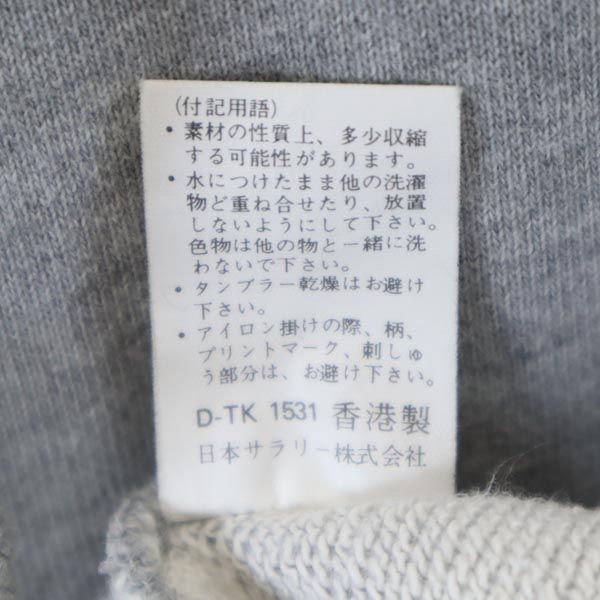 (付記用語)
• 素材の性質上、多少収縮
する可能性があります。
• 水につけたまま他の洗濯
物ど重ね合せたり、放置
しないようにして下さい。
色物は他の物と一緒に洗
わないで下さい。
• タンブラー乾燥はお避け
下さい。
• アイロン掛けの際、柄、
プリントマーク、刺しゅ
う部分は、お避け下さい。
D-TK 1531 香港製
日本サラリー株式会社